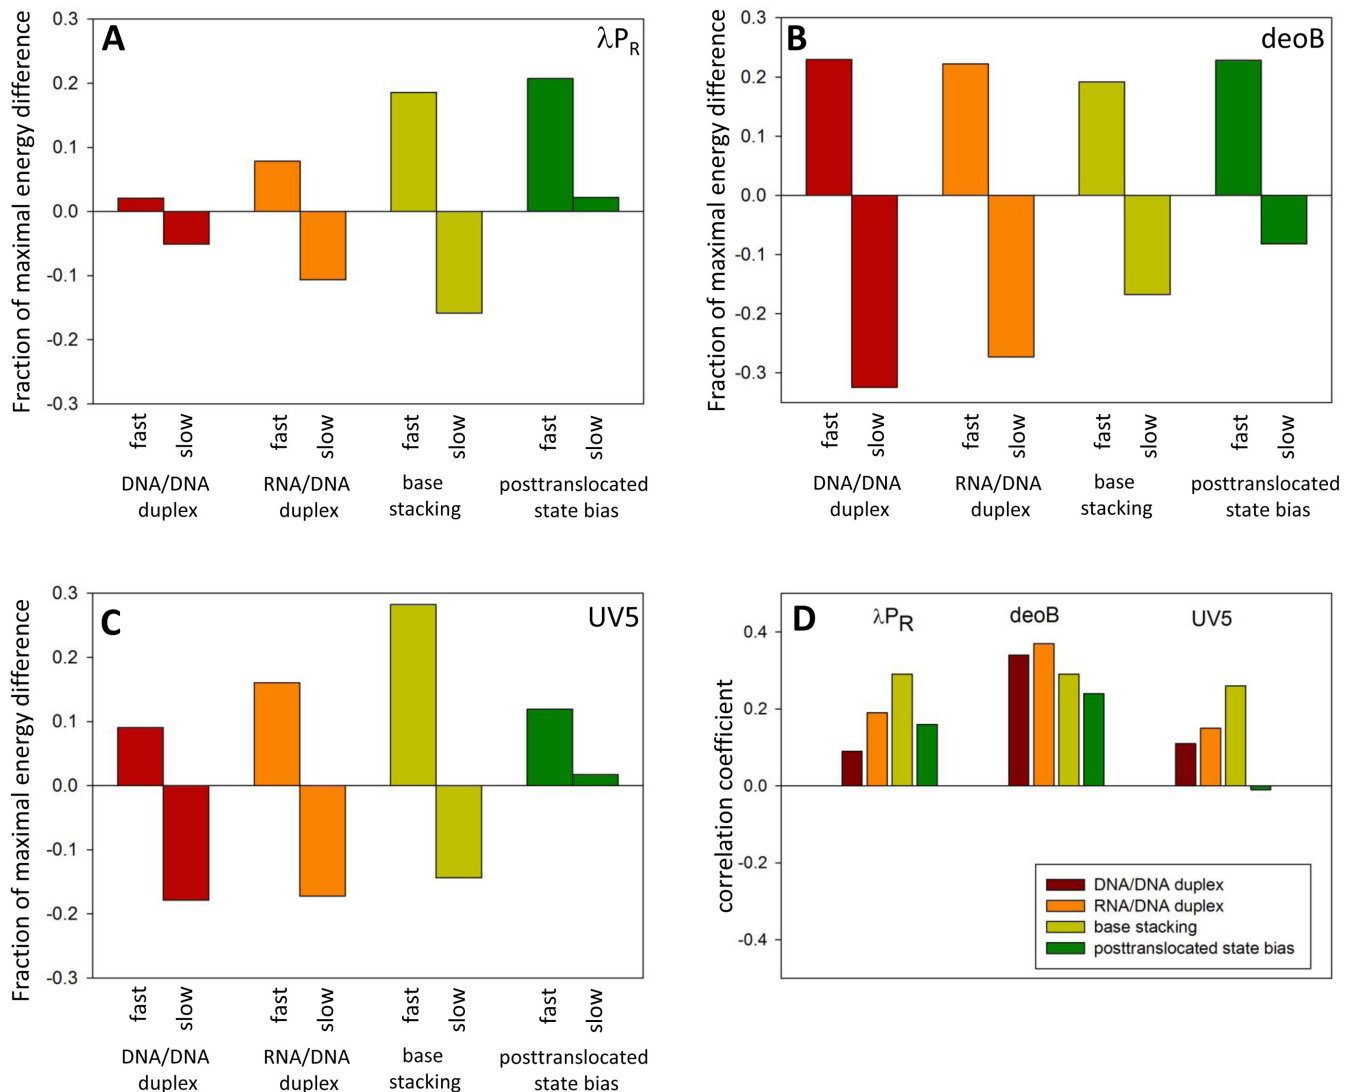 A
λP_R
Fraction of maximal energy difference
0.3
0.2
0.1
0.0
-0.1
-0.2
-0.3
fast
slow
fast
slow
fast
slow
fast
slow
DNA/DNA
duplex
RNA/DNA
duplex
base
stacking
posttranslocated
state bias
B
deoB
Fraction of maximal energy difference
0.3
0.2
0.1
0.0
-0.1
-0.2
-0.3
fast
slow
fast
slow
fast
slow
fast
slow
DNA/DNA
duplex
RNA/DNA
duplex
base
stacking
posttranslocated
state bias
C
UV5
Fraction of maximal energy difference
0.3
0.2
0.1
0.0
-0.1
-0.2
-0.3
fast
slow
fast
slow
fast
slow
fast
slow
DNA/DNA
duplex
RNA/DNA
duplex
base
stacking
posttranslocated
state bias
D
λP_R
deoB
UV5
correlation coefficient
0.4
0.2
0.0
-0.2
-0.4
DNA/DNA duplex
RNA/DNA duplex
base stacking
posttranslocated state bias